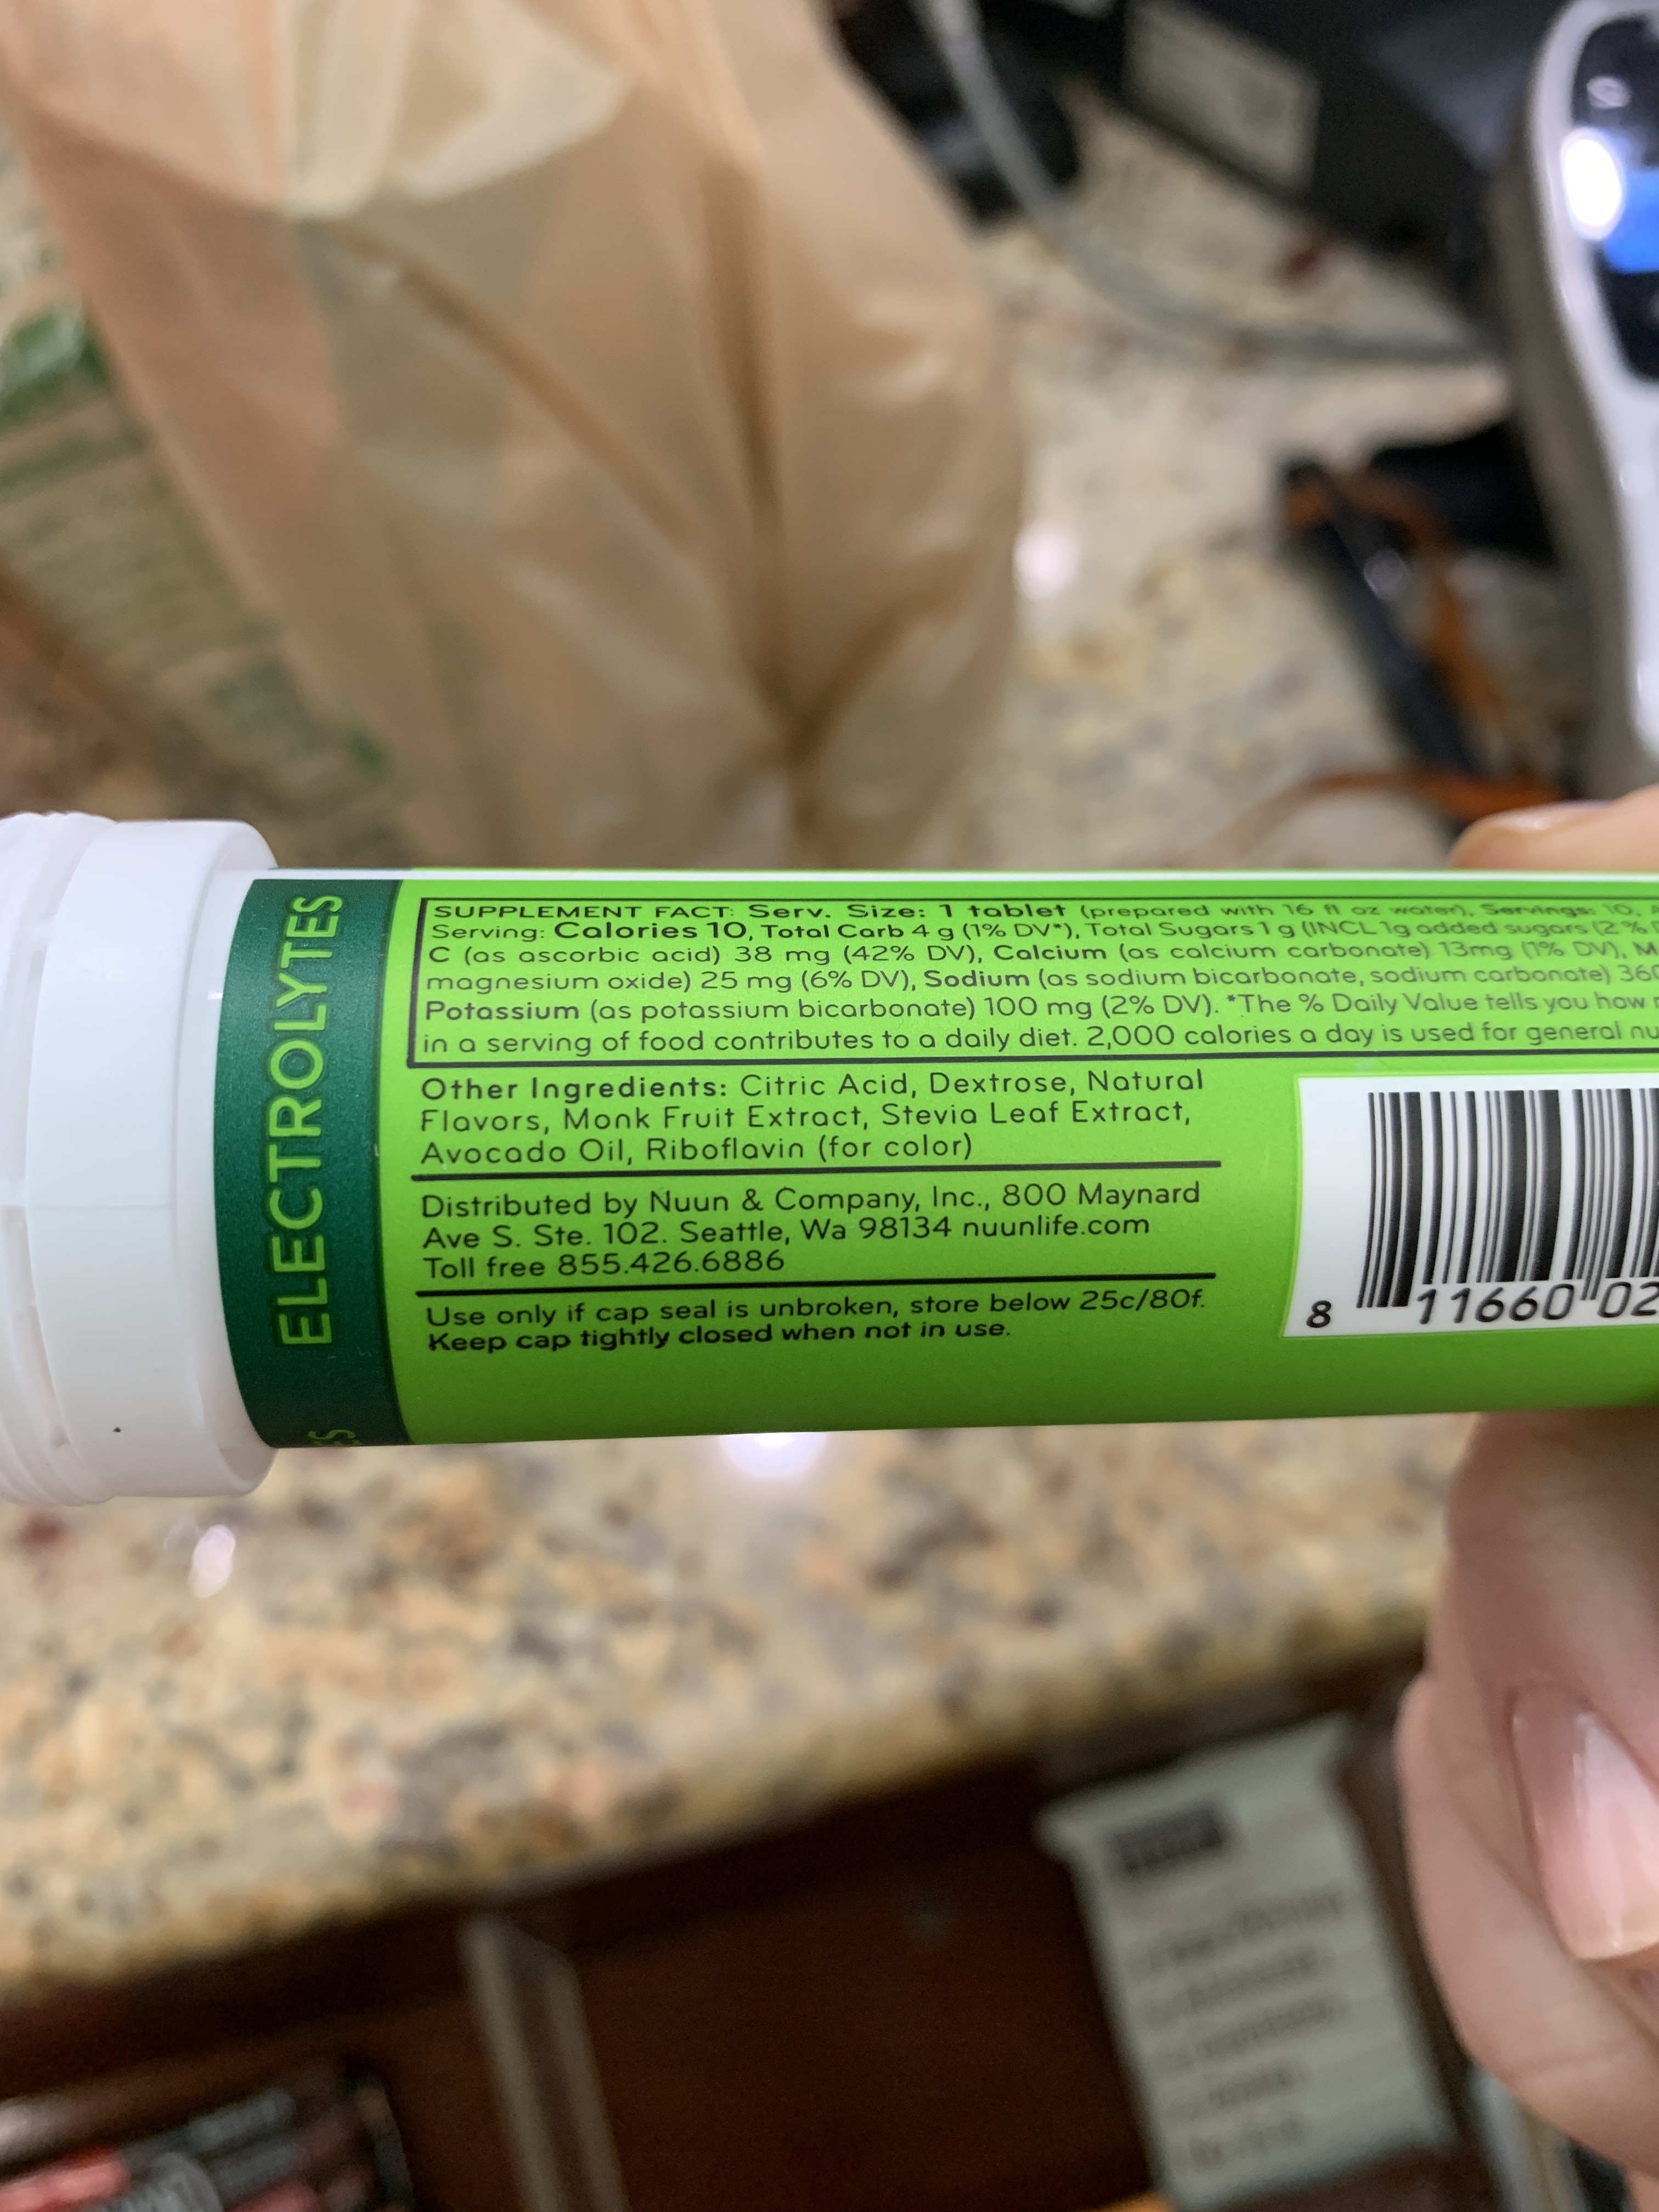 ELECTROLYTES
ES
SUPPLEMENT FACT: Serv. Size: 1 tablet (prepared with 16 fl oz water), Servings: 10,
Serving: Calories 10, Total Carb 4 g (1% DV*), Total Sugars 1 g (INCL 1g added sugars (2%
C (as ascorbic acid) 38 mg (42% DV), Calcium (as calcium carbonate) 13mg (1% DV), M
magnesium oxide) 25 mg (6% DV), Sodium (as sodium bicarbonate, sodium carbonate) 360
Potassium (as potassium bicarbonate) 100 mg (2% DV). *The % Daily Value tells you how
in a serving of food contributes to a daily diet. 2,000 calories a day is used for general nu
Other Ingredients: Citric Acid, Dextrose, Natural
Flavors, Monk Fruit Extract, Stevia Leaf Extract,
Avocado Oil, Riboflavin (for color)
Distributed by Nuun & Company, Inc., 800 Maynard
Ave S. Ste. 102. Seattle, Wa 98134 nuunlife.com
Toll free 855.426.6886
Use only if cap seal is unbroken, store below 25c/80f.
Keep cap tightly closed when not in use.
8 11660 02